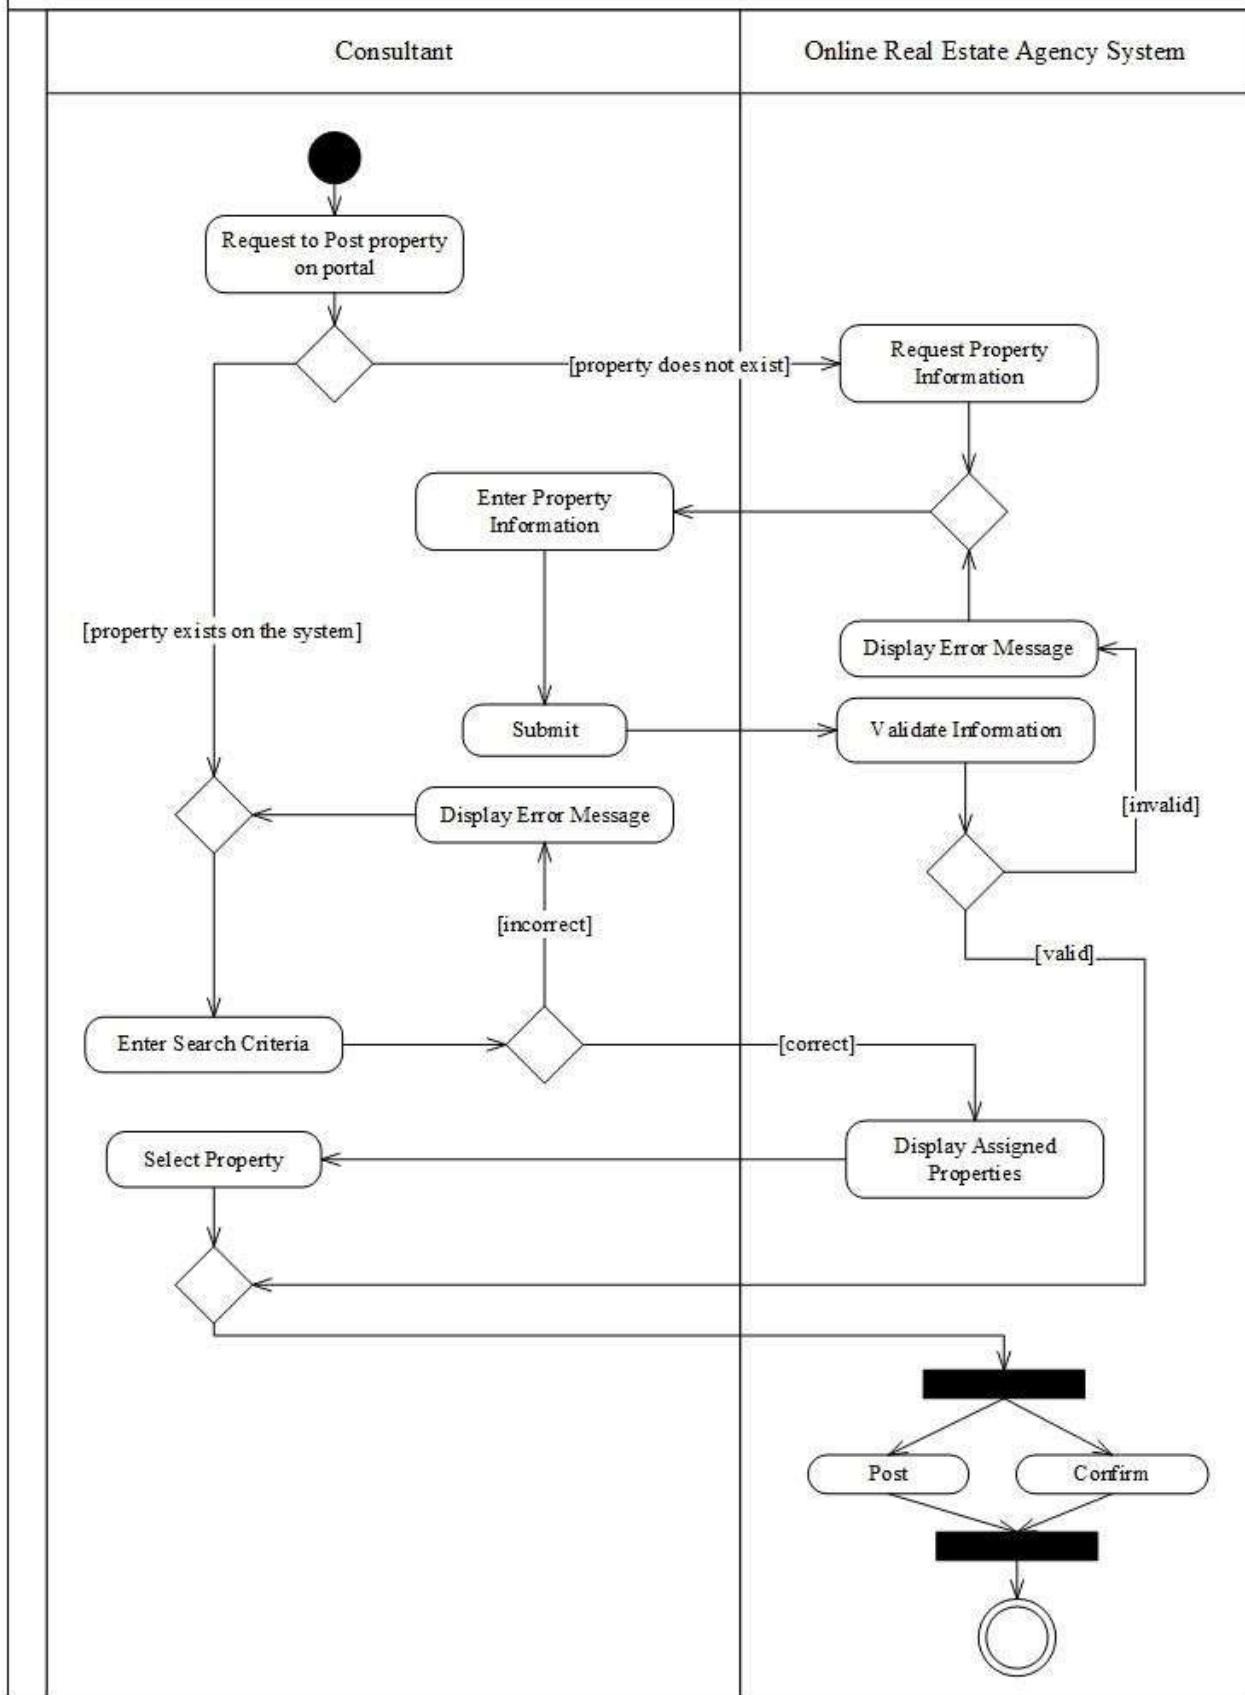 Consultant
Online Real Estate Agency System
Request to Post property
on portal
[property does not exist]
Request Property
Information
Enter Property
Information
[property exists on the system]
Display Error Message
Submit
Validate Information
Display Error Message
[invalid]
[incorrect]
[valid]
Enter Search Criteria
[correct]
Select Property
Display Assigned
Properties
Post
Confirm